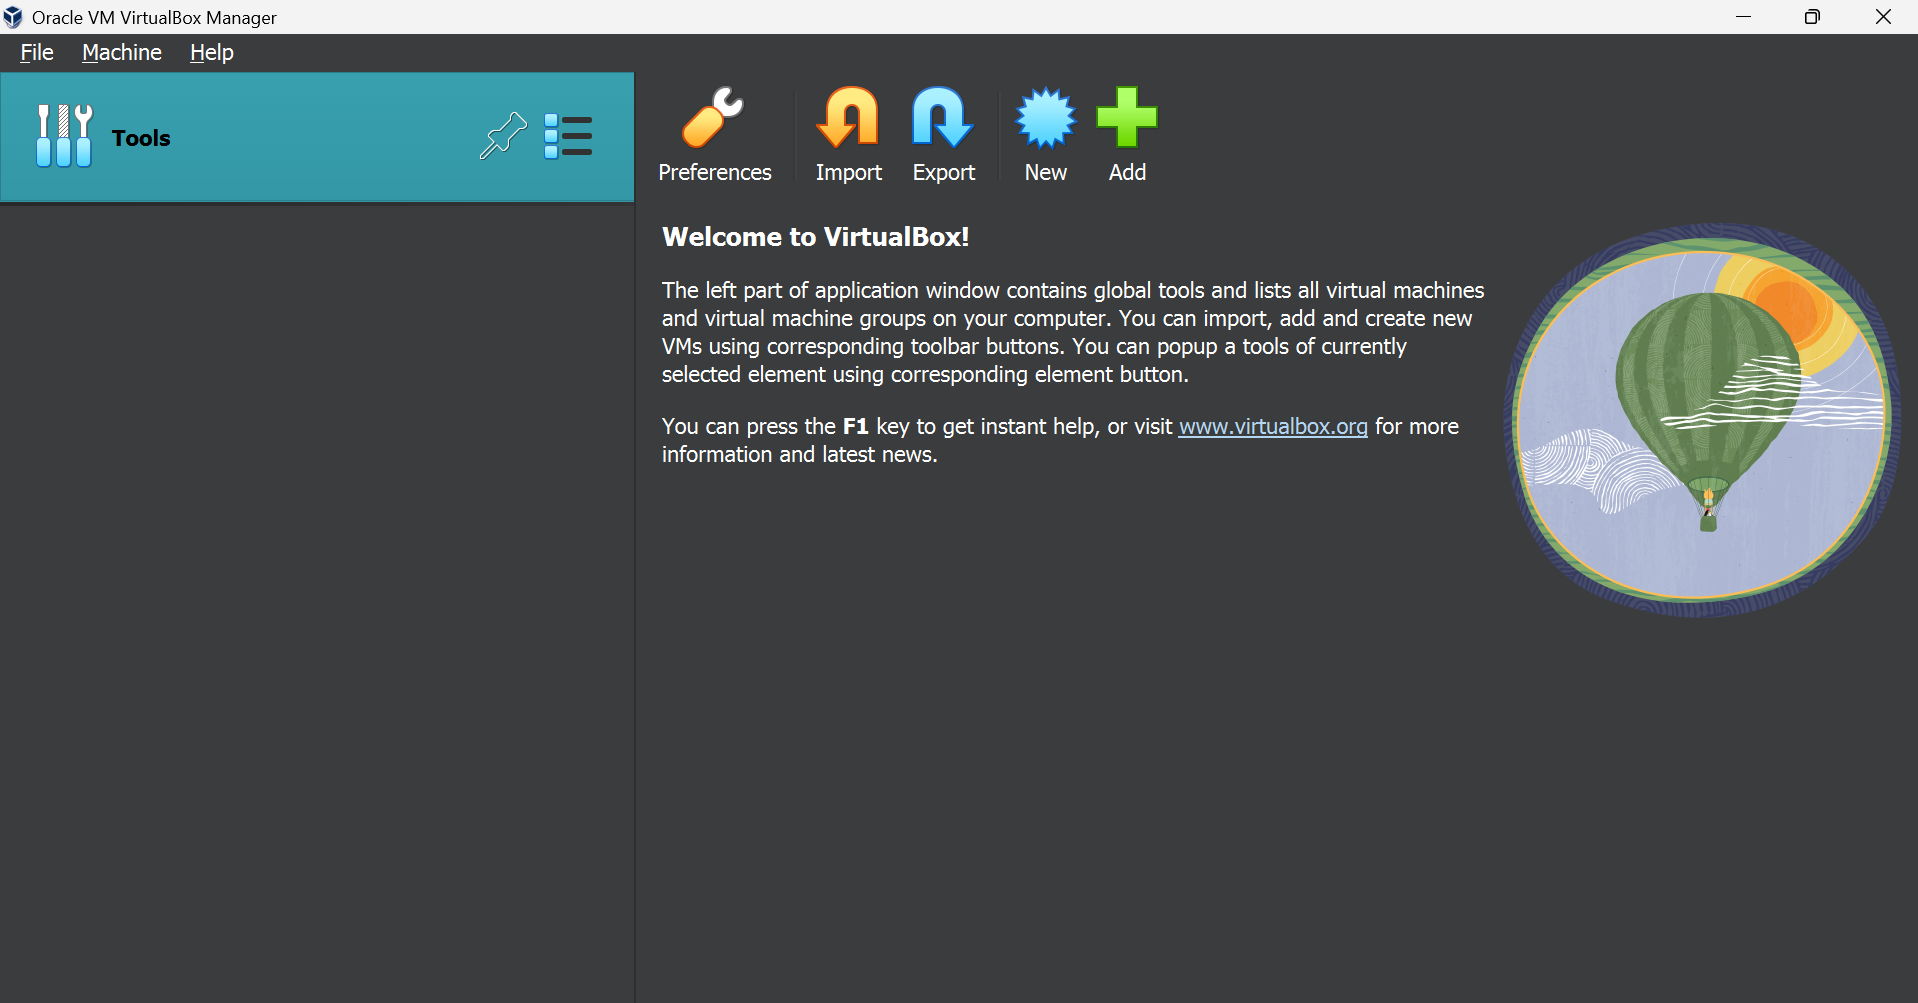 Oracle VM VirtualBox Manager
File Machine Help
Tools
Preferences Import Export New Add
Welcome to VirtualBox!
The left part of application window contains global tools and lists all virtual machines
and virtual machine groups on your computer. You can import, add and create new
VMs using corresponding toolbar buttons. You can popup a tools of currently
selected element using corresponding element button.
You can press the F1 key to get instant help, or visit www.virtualbox.org for more
information and latest news.